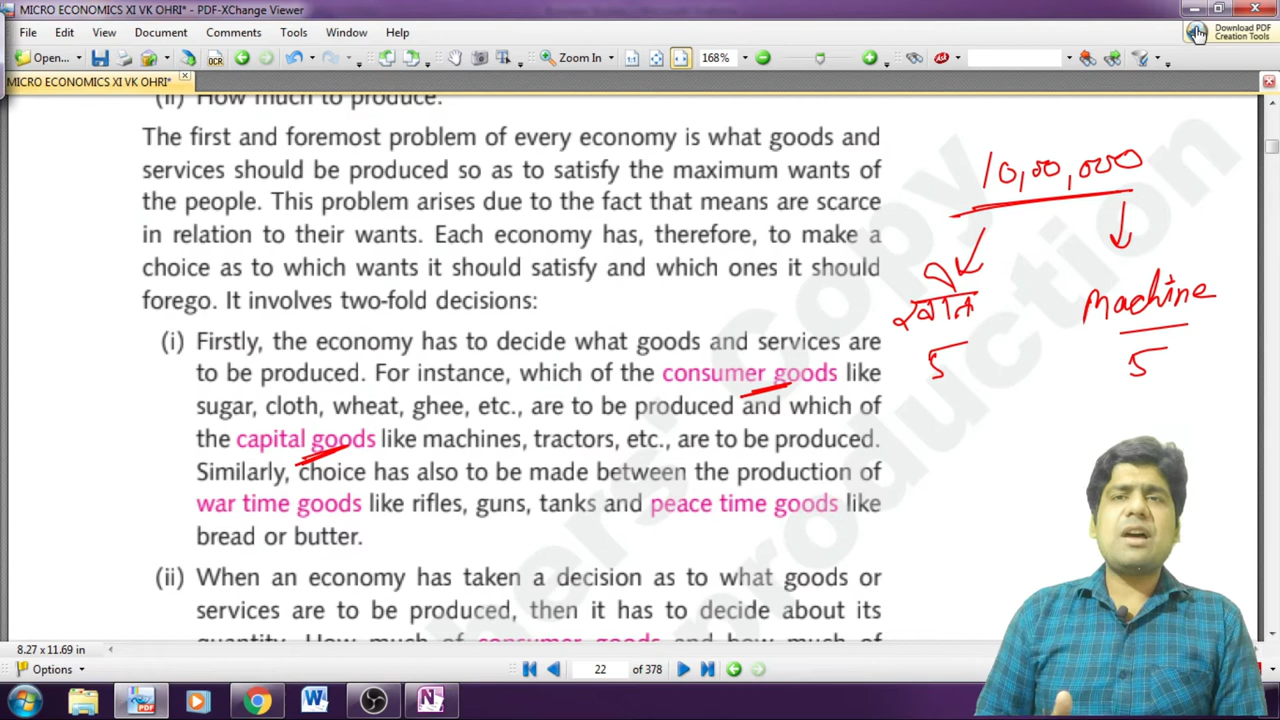 MICRO ECONOMICS XI VK OHRI* - PDF-XChange Viewer
File Edit View Document Comments Tools Window Help
Download PDF
Creation Tools
Open... OCR Zoom In 168%
MICRO ECONOMICS XI VK OHRI*
(ii) How much to produce.
The first and foremost problem of every economy is what goods and
services should be produced so as to satisfy the maximum wants of
the people. This problem arises due to the fact that means are scarce
in relation to their wants. Each economy has, therefore, to make a
choice as to which wants it should satisfy and which ones it should
forego. It involves two-fold decisions:
(i) Firstly, the economy has to decide what goods and services are
to be produced. For instance, which of the consumer goods like
sugar, cloth, wheat, ghee, etc., are to be produced and which of
the capital goods like machines, tractors, etc., are to be produced.
Similarly, choice has also to be made between the production of
war time goods like rifles, guns, tanks and peace time goods like
bread or butter.
(ii) When an economy has taken a decision as to what goods or
services are to be produced, then it has to decide about its
quantity. How much of consumer goods and how much of
10,00,000
Machine
5 5
8.27 x 11.69 in
Options 22 of 378